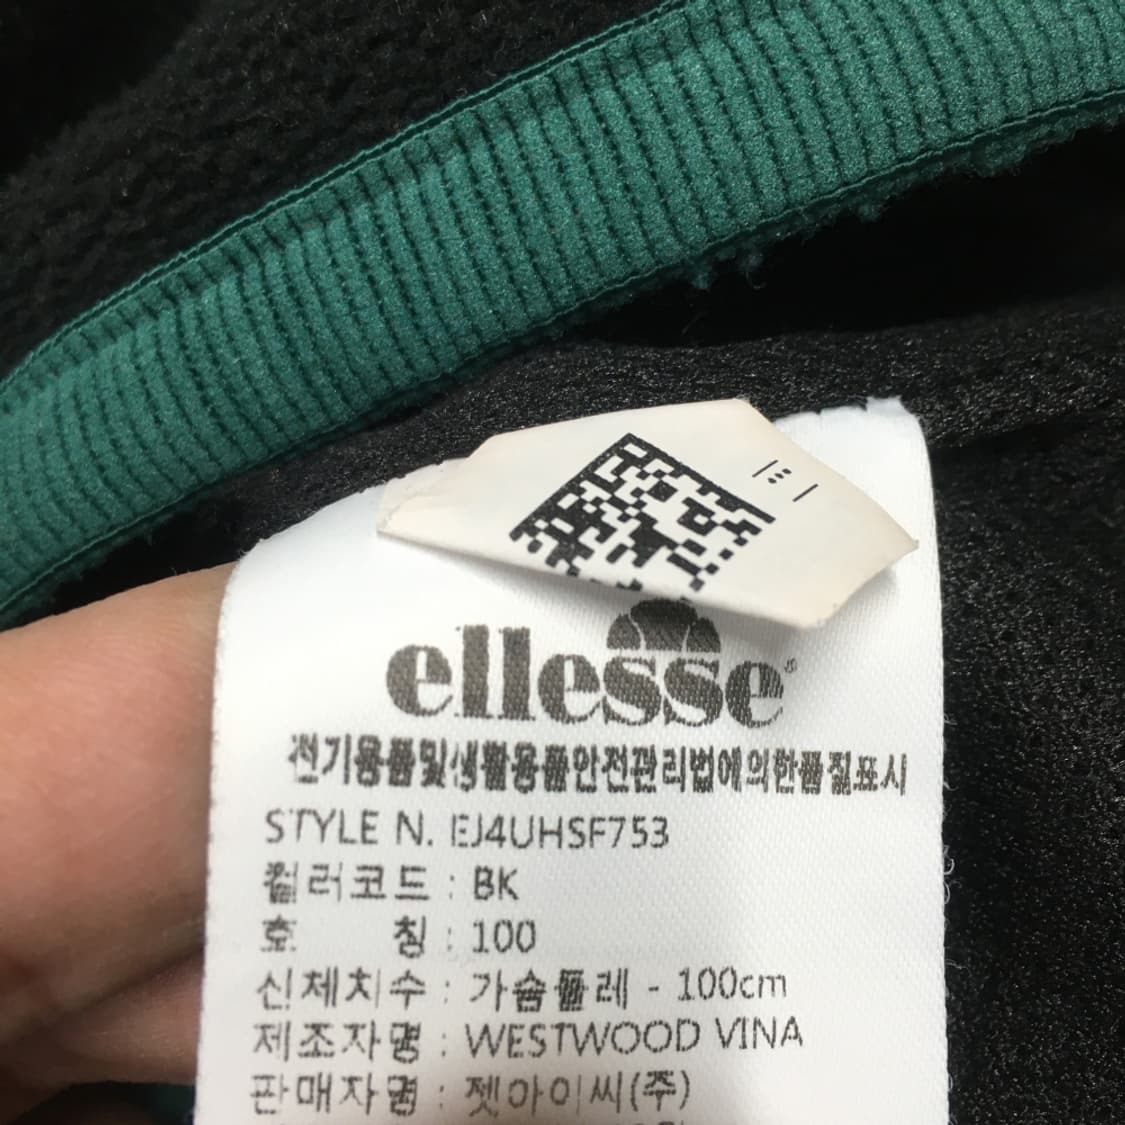 ellesse
전기용품및생활용품안전관리법에의한품질표시
STYLE N. EJ4UHSF753
컬러코드 : BK
호 칭 : 100
신체치수 : 가슴둘레 - 100cm
제조자명 : WESTWOOD VINA
판매자명 : 젯아이씨(주)